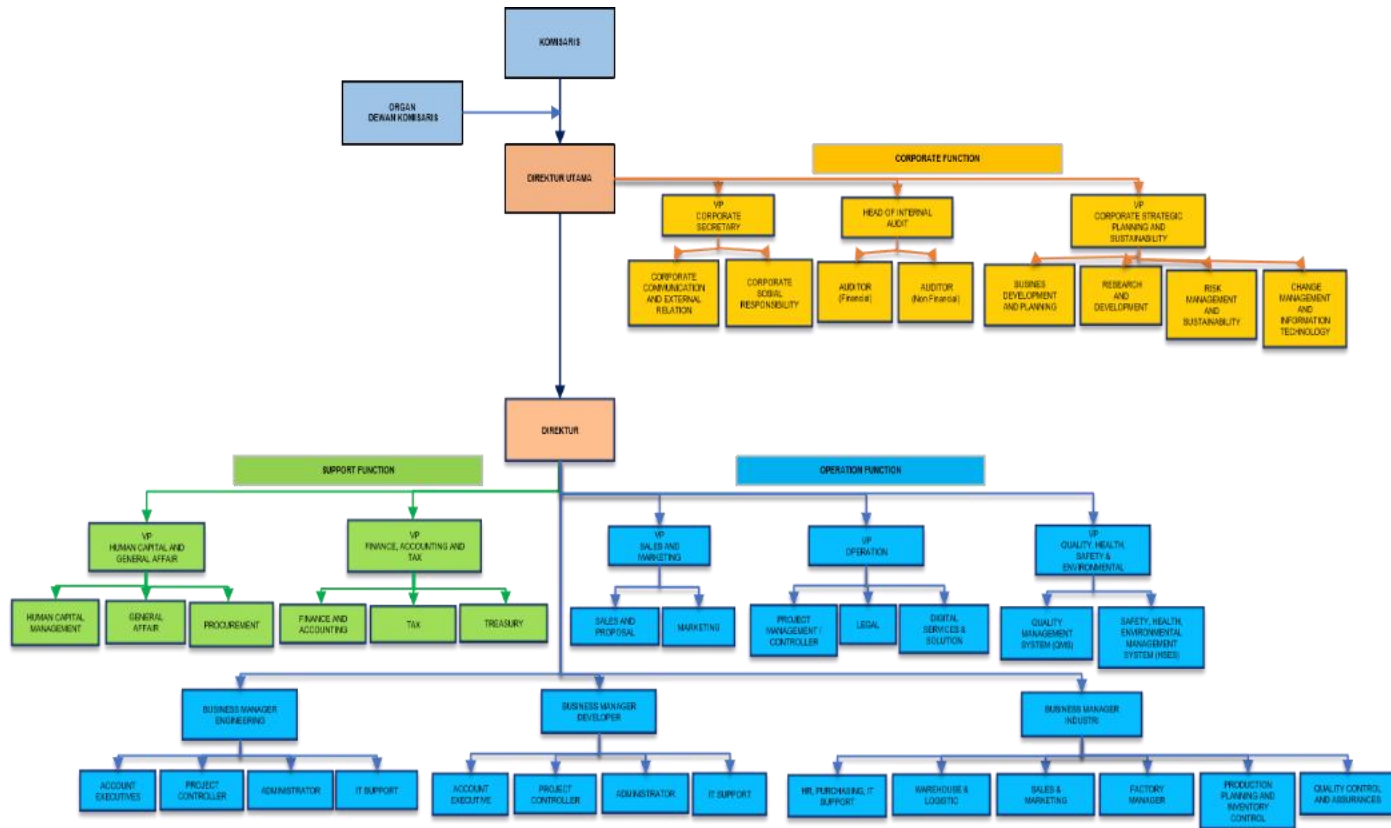 KOMISARIS
ORGAN
DEWAN KOMISARIS
DIREKTUR UTAMA
CORPORATE FUNCTION
VP
CORPORATE
SECRETARY
HEAD OF INTERNAL
AUDIT
VP
CORPORATE STRATEGIC
PLANNING AND
SUSTAINABILITY
CORPORATE
COMMUNICATION
AND EXTERNAL
RELATION
CORPORATE
SOSIAL
RESPONSIBILITY
AUDITOR
(Financial)
AUDITOR
(Non Financial)
BUSINES
DEVELOPMENT
AND PLANNING
RESEARCH
AND
DEVELOPMENT
RISK
MANAGEMENT
AND
SUSTAINABILITY
CHANGE
MANAGEMENT
AND
INFORMATION
TECHNOLOGY
DIREKTUR
SUPPORT FUNCTION
OPERATION FUNCTION
VP
HUMAN CAPITAL AND
GENERAL AFFAIR
VP
FINANCE, ACCOUNTING AND
TAX
VP
SALES AND
MARKETING
VP
OPERATION
VP
QUALITY, HEALTH,
SAFETY &
ENVIRONMENTAL
HUMAN CAPITAL
MANAGEMENT
GENERAL
AFFAIR
PROCUREMENT
FINANCE AND
ACCOUNTING
TAX
TREASURY
SALES AND
PROPOSAL
MARKETING
PROJECT
MANAGEMENT /
CONTROLLER
LEGAL
DIGITAL
SERVICES &
SOLUTION
QUALITY
MANAGEMENT
SYSTEM (QMS)
SAFETY, HEALTH,
ENVIRONMENTAL
MANAGEMENT
SYSTEM (HSES)
BUSINESS MANAGER
ENGINEERING
BUSINESS MANAGER
DEVELOPER
BUSINESS MANAGER
INDUSTRI
ACCOUNT
EXECUTIVES
PROJECT
CONTROLLER
ADMINISTRATOR
IT SUPPORT
ACCOUNT
EXECUTIVE
PROJECT
CONTROLLER
ADMINISTRATOR
IT SUPPORT
HR, PURCHASING, IT
SUPPORT
WAREHOUSE &
LOGISTIC
SALES &
MARKETING
FACTORY
MANAGER
PRODUCTION
PLANNING AND
INVENTORY
CONTROL
QUALITY CONTROL
AND ASSURANCES